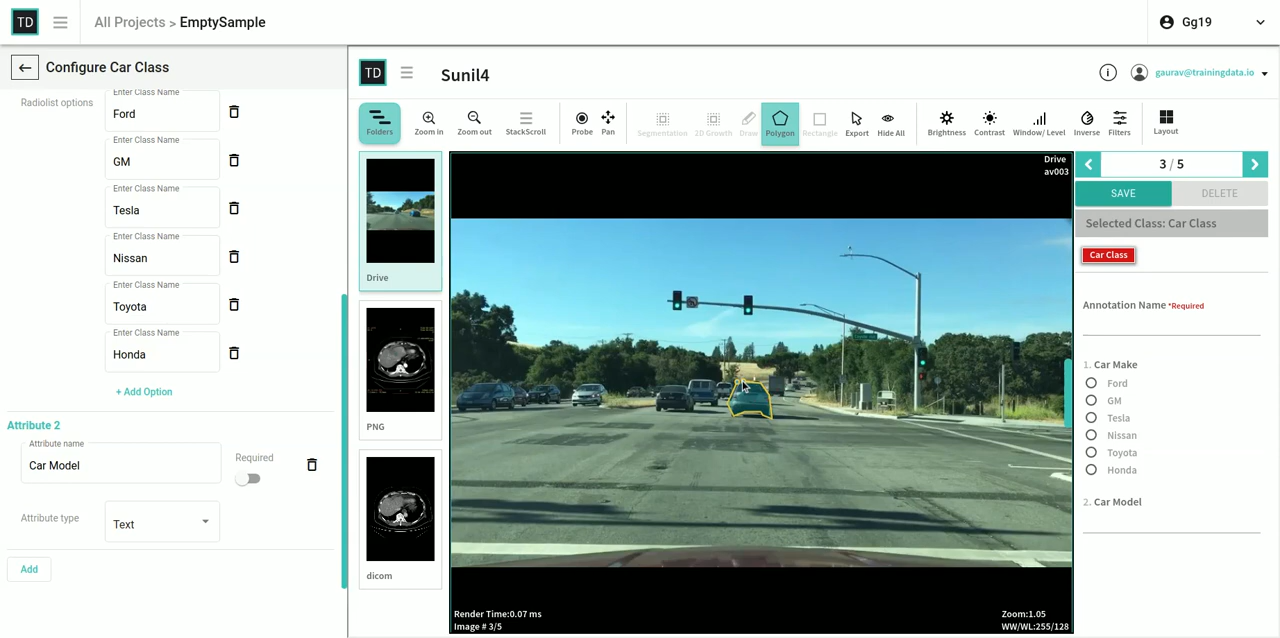 TD
All Projects > EmptySample
Gg19
Configure Car Class
Radiolist options
Enter Class Name
Ford
Enter Class Name
GM
Enter Class Name
Tesla
Enter Class Name
Nissan
Enter Class Name
Toyota
Enter Class Name
Honda
+ Add Option
Attribute 2
Attribute name
Car Model
Required
Attribute type
Text
Add
TD
Sunil4
gaurav@trainingdata.io
Folders
Zoom in
Zoom out
StackScroll
Probe
Pan
Segmentation
2D Growth
Draw
Polygon
Rectangle
Export
Hide All
Brightness
Contrast
Window/ Level
Inverse
Filters
Layout
Drive
PNG
dicom
Drive
av003
Render Time:0.07 ms
Image # 3/5
Zoom:1.05
WW/WL:255/128
3 / 5
SAVE
DELETE
Selected Class: Car Class
Car Class
Annotation Name *Required
1. Car Make
Ford
GM
Tesla
Nissan
Toyota
Honda
2. Car Model